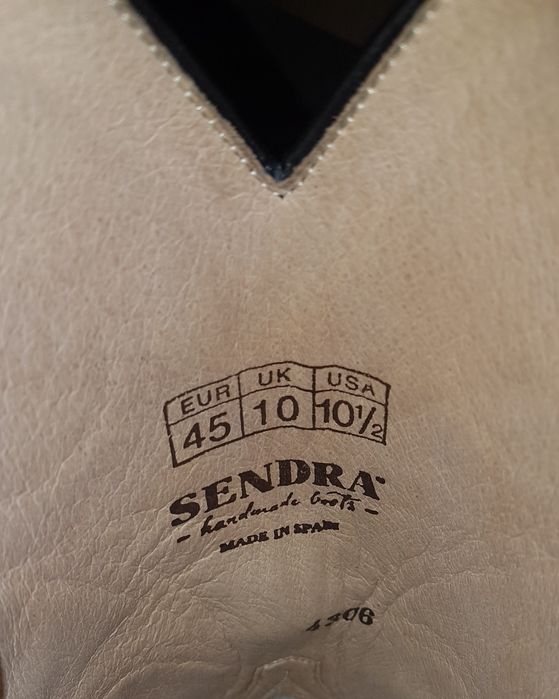 EUR UK USA
45 10 10½
SENDRA
- handmade boots -
MADE IN SPAIN